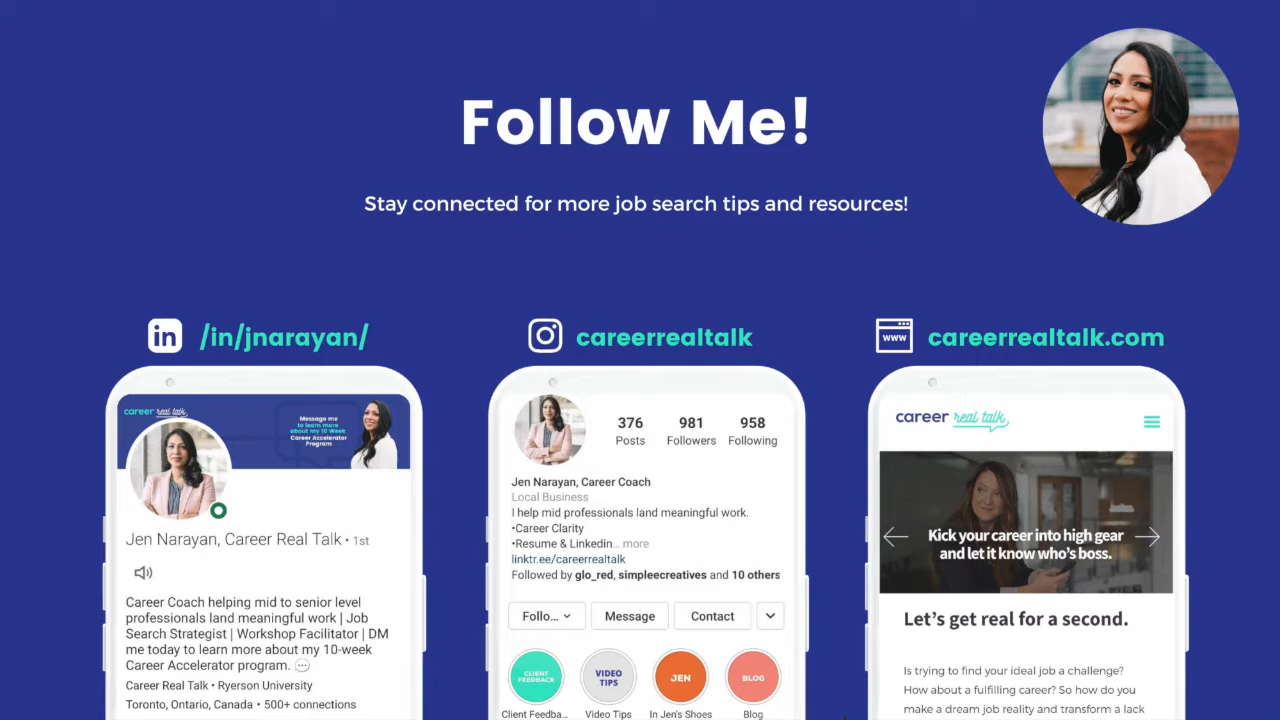 Follow Me!
Stay connected for more job search tips and resources!
in
/in/jnarayan/
careerrealtalk
www
careerrealtalk.com
career real talk
Message me
to learn more
about my 10 Week
Career Accelerator
Program
Jen Narayan, Career Real Talk • 1st
Career Coach helping mid to senior level
professionals land meaningful work | Job
Search Strategist | Workshop Facilitator | DM
me today to learn more about my 10-week
Career Accelerator program.
Career Real Talk • Ryerson University
Toronto, Ontario, Canada • 500+ connections
376 981 958
Posts Followers Following
Jen Narayan, Career Coach
Local Business
I help mid professionals land meaningful work.
•Career Clarity
•Resume & Linkedin... more
linktr.ee/careerrealtalk
Followed by glo_red, simpleecreatives and 10 others
Follo... Message Contact
CLIENT
FEEDBACK
VIDEO
TIPS
JEN
BLOG
Client Feedba... Video Tips In Jen's Shoes Blog
career real talk
Kick your career into high gear
and let it know who's boss.
Let's get real for a second.
Is trying to find your ideal job a challenge?
How about a fulfilling career? So how do you
make a dream job reality and transform a lack